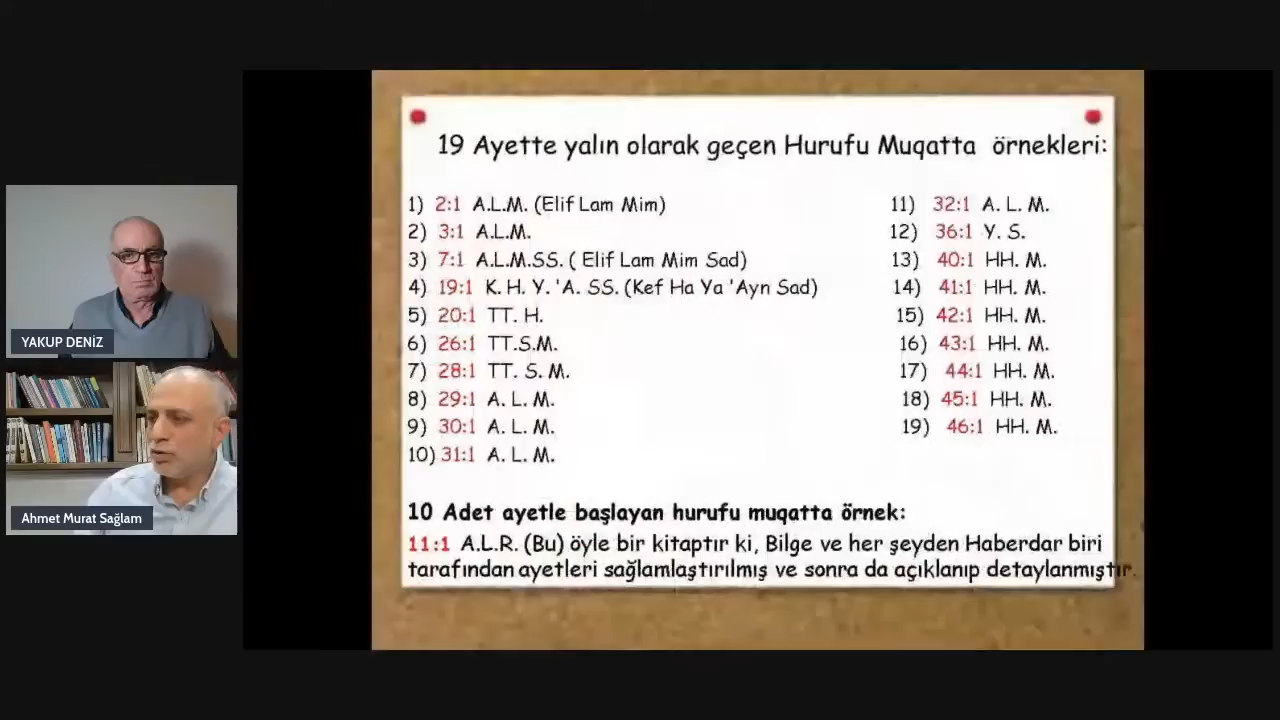 19 Ayette yalın olarak geçen Hurufu Muqatta örnekleri:
1) 2:1 A.L.M. (Elif Lam Mim)
2) 3:1 A.L.M.
3) 7:1 A.L.M.SS. ( Elif Lam Mim Sad)
4) 19:1 K. H. Y. 'A. SS. (Kef Ha Ya 'Ayn Sad)
5) 20:1 TT. H.
6) 26:1 TT.S.M.
7) 28:1 TT. S. M.
8) 29:1 A. L. M.
9) 30:1 A. L. M.
10) 31:1 A. L. M.
11) 32:1 A. L. M.
12) 36:1 Y. S.
13) 40:1 HH. M.
14) 41:1 HH. M.
15) 42:1 HH. M.
16) 43:1 HH. M.
17) 44:1 HH. M.
18) 45:1 HH. M.
19) 46:1 HH. M.
10 Adet ayetle başlayan hurufu muqatta örnek:
11:1 A.L.R. (Bu) öyle bir kitaptır ki, Bilge ve her şeyden Haberdar biri
tarafından ayetleri sağlamlaştırılmış ve sonra da açıklanıp detaylanmıştır.
YAKUP DENİZ
Ahmet Murat Sağlam